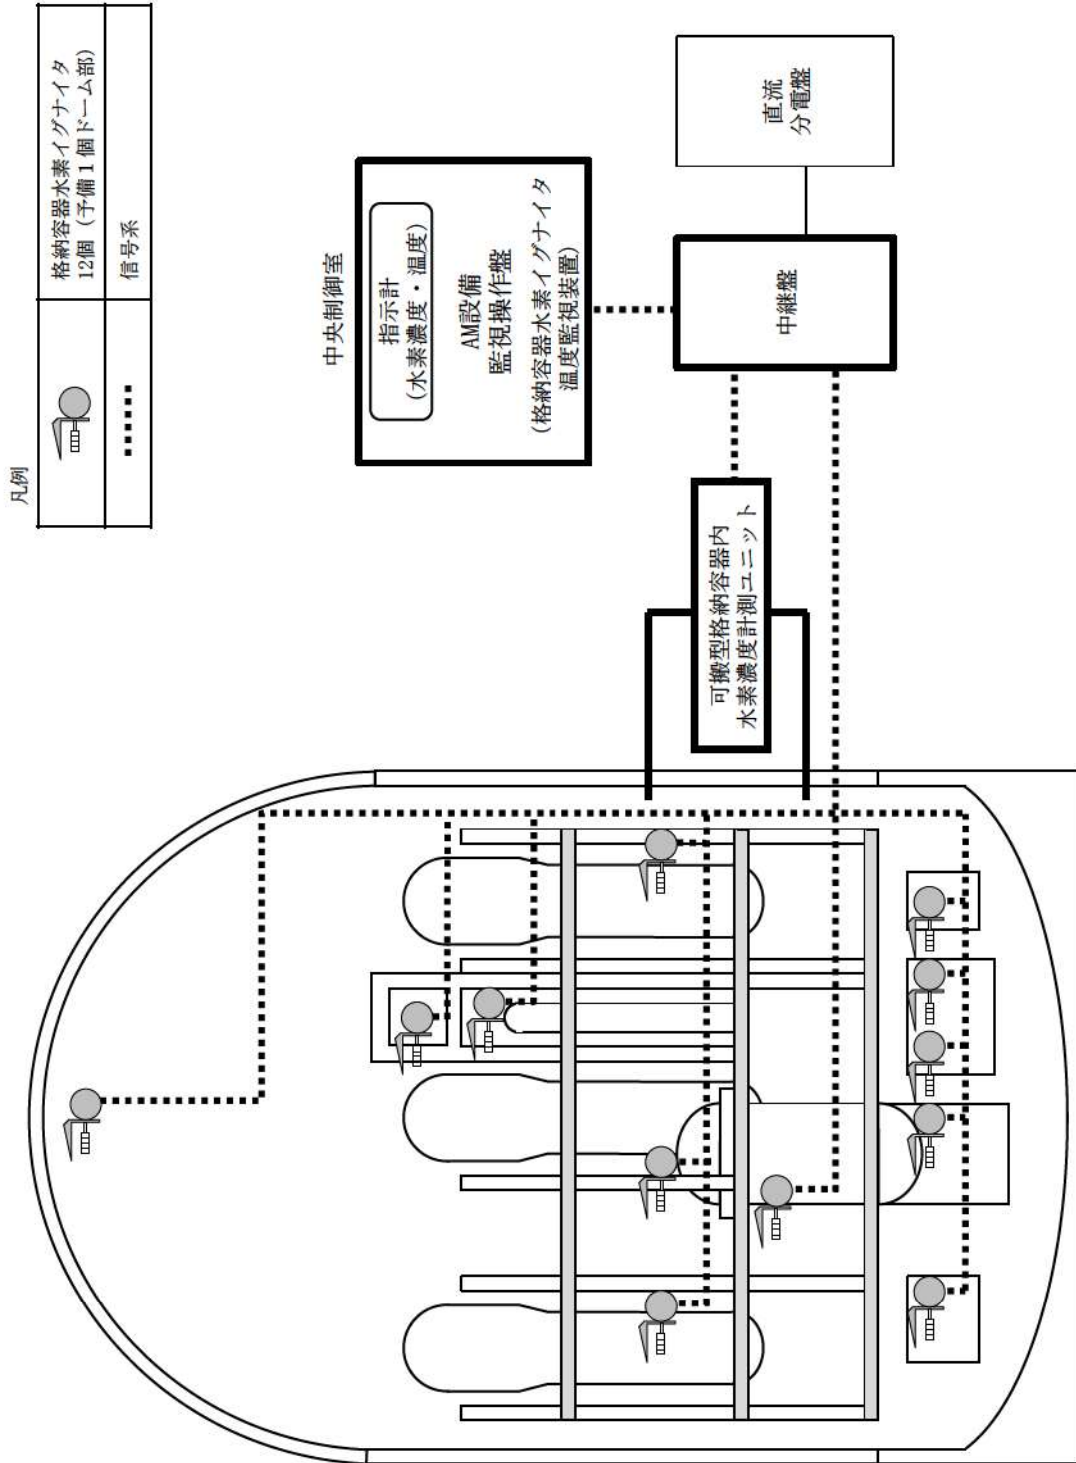 凡例
格納容器水素イグナイタ
12個（予備１個ドーム部）
信号系
中央制御室
指示計
（水素濃度・温度）
AM設備
監視操作盤
（格納容器水素イグナイタ
温度監視装置）
直流
分電盤
中継盤
可搬型格納容器内
水素濃度計測ユニット